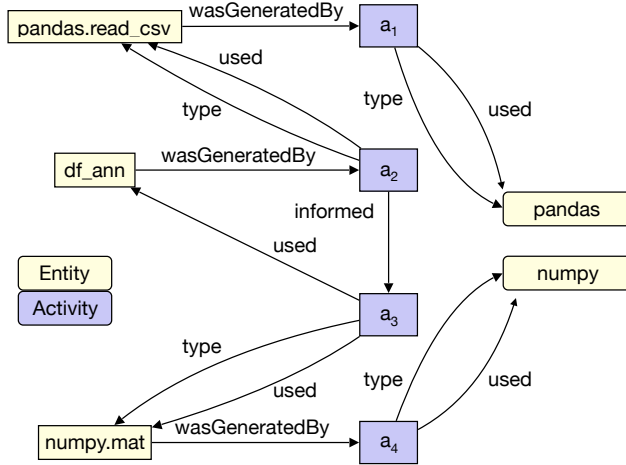 wasGeneratedBy
pandas.read_csv
a₁
used
type
type
used
df_ann
wasGeneratedBy
a₂
informed
pandas
used
Entity
numpy
Activity
a₃
type
used
type
used
numpy.mat
wasGeneratedBy
a₄